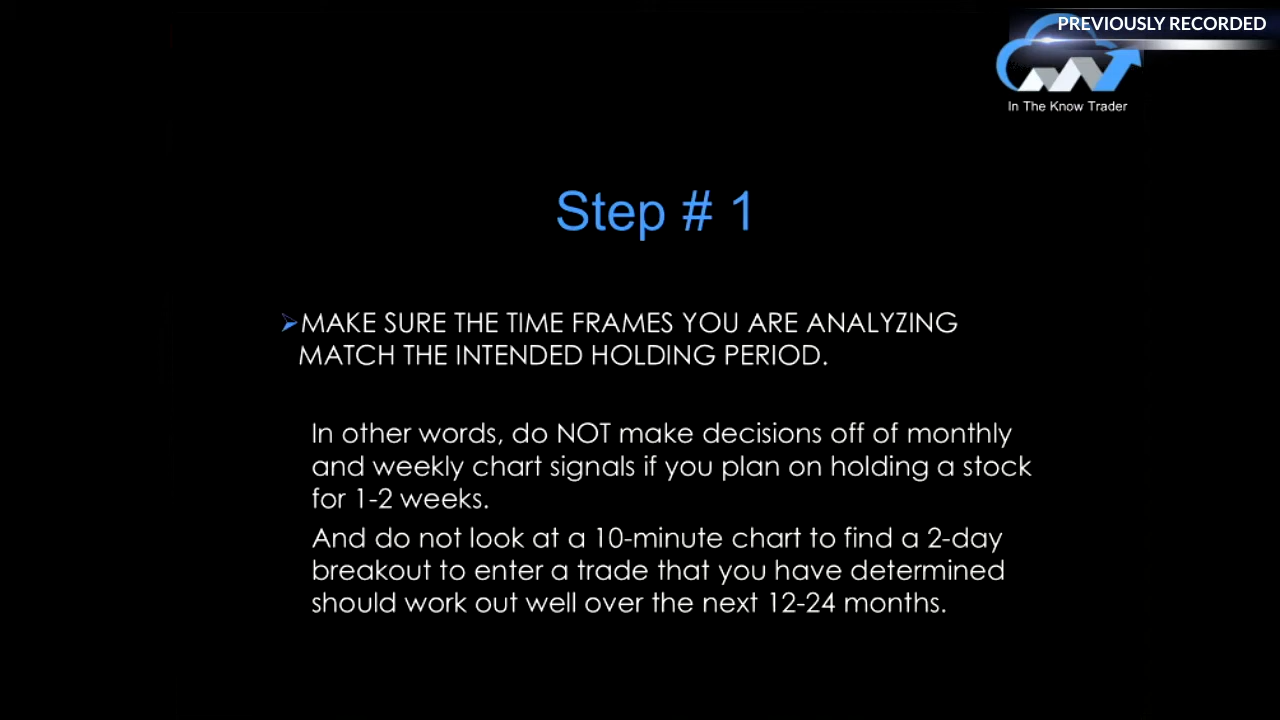 PREVIOUSLY RECORDED
In The Know Trader
Step # 1
MAKE SURE THE TIME FRAMES YOU ARE ANALYZING
MATCH THE INTENDED HOLDING PERIOD.
In other words, do NOT make decisions off of monthly
and weekly chart signals if you plan on holding a stock
for 1-2 weeks.
And do not look at a 10-minute chart to find a 2-day
breakout to enter a trade that you have determined
should work out well over the next 12-24 months.